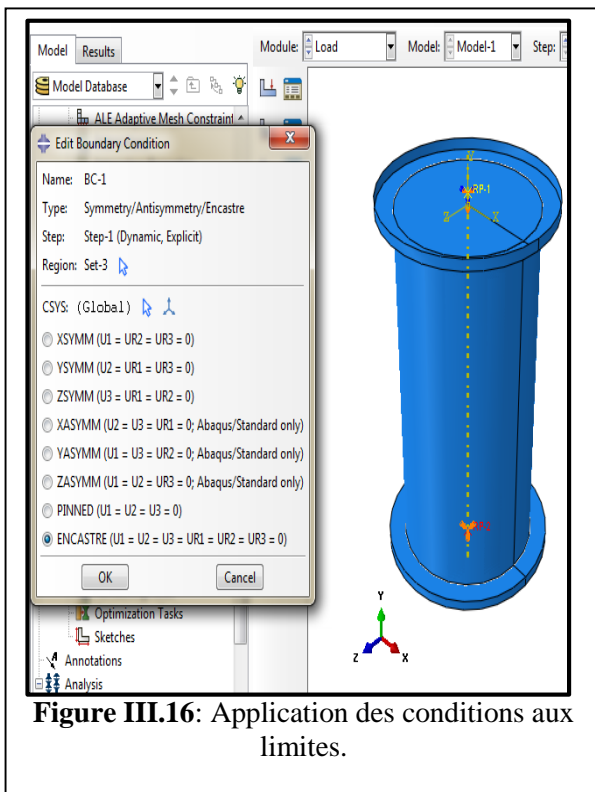 Model Results
Module: Load Model: Model-1 Step:
Model Database
ALE Adaptive Mesh Constraint
Edit Boundary Condition
Name: BC-1
Type: Symmetry/Antisymmetry/Encastre
Step: Step-1 (Dynamic, Explicit)
Region: Set-3
CSYS: (Global)
XSYMM (U1 = UR2 = UR3 = 0)
YSYMM (U2 = UR1 = UR3 = 0)
ZSYMM (U3 = UR1 = UR2 = 0)
XASYMM (U2 = U3 = UR1 = 0; Abaqus/Standard only)
YASYMM (U1 = U3 = UR2 = 0; Abaqus/Standard only)
ZASYMM (U1 = U2 = UR3 = 0; Abaqus/Standard only)
PINNED (U1 = U2 = U3 = 0)
ENCASTRE (U1 = U2 = U3 = UR1 = UR2 = UR3 = 0)
OK Cancel
Optimization Tasks
Sketches
Annotations
Analysis
RP-1
Z X
Y
Z X
Figure III.16: Application des conditions aux
limites.